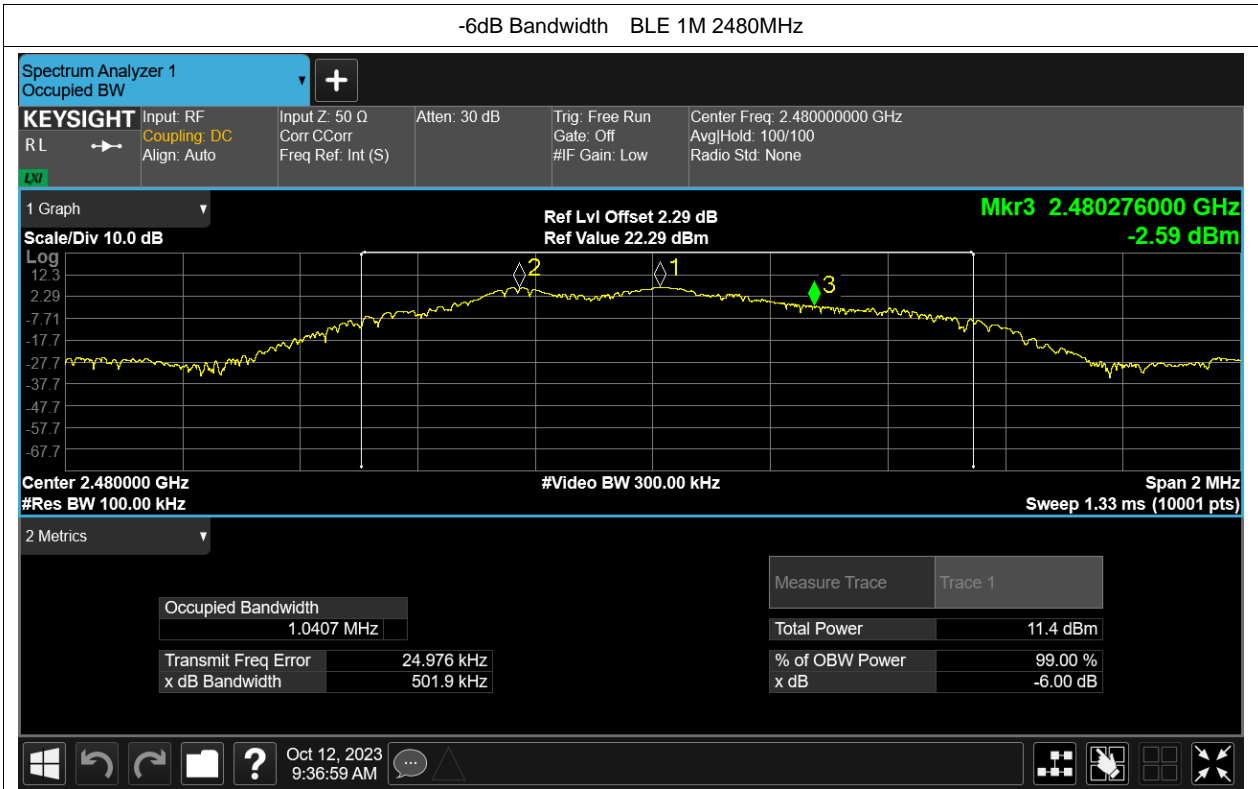 -6dB Bandwidth BLE 1M 2480MHz
Spectrum Analyzer 1
Occupied BW
KEYSIGHT
RL
LXI
Input: RF
Coupling: DC
Align: Auto
Input Z: 50 Ω
Corr CCorr
Freq Ref: Int (S)
Atten: 30 dB
Trig: Free Run
Gate: Off
#IF Gain: Low
Center Freq: 2.480000000 GHz
Avg|Hold: 100/100
Radio Std: None
1 Graph
Scale/Div 10.0 dB
Ref Lvl Offset 2.29 dB
Ref Value 22.29 dBm
Mkr3 2.480276000 GHz
-2.59 dBm
Log
12.3
2.29
-7.71
-17.7
-27.7
-37.7
-47.7
-57.7
-67.7
2
1
3
Center 2.480000 GHz
#Video BW 300.00 kHz
Span 2 MHz
#Res BW 100.00 kHz
Sweep 1.33 ms (10001 pts)
2 Metrics
Measure Trace Trace 1
Occupied Bandwidth
1.0407 MHz
Total Power 11.4 dBm
Transmit Freq Error 24.976 kHz
% of OBW Power 99.00 %
x dB Bandwidth 501.9 kHz
x dB -6.00 dB
?
Oct 12, 2023
9:36:59 AM